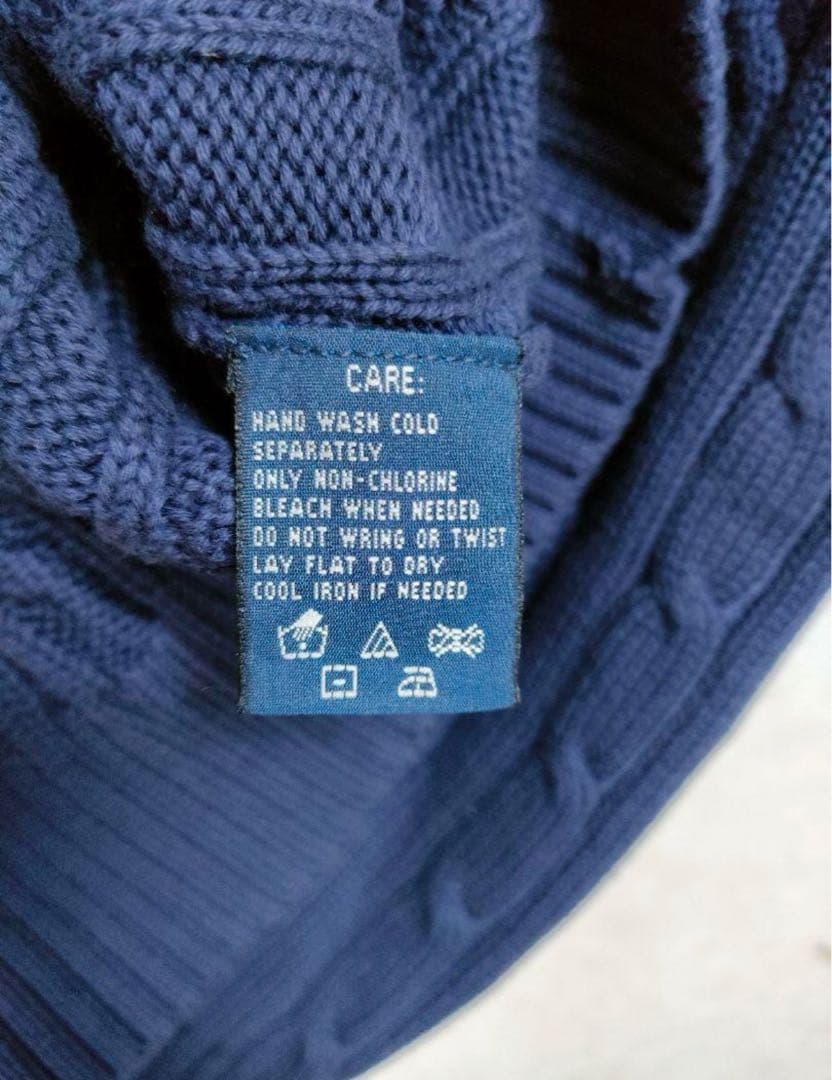 CARE:
HAND WASH COLD
SEPARATELY
ONLY NON-CHLORINE
BLEACH WHEN NEEDED
DO NOT WRING OR TWIST
LAY FLAT TO DRY
COOL IRON IF NEEDED